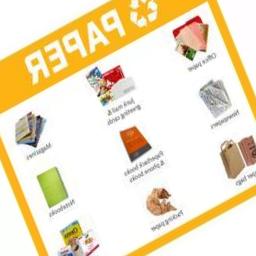 PAPER
Office paper
Junk mail &
greeting cards
Magazines
Newspapers
Paperback books
& phone books
Notebooks
Paper bags
Packing paper